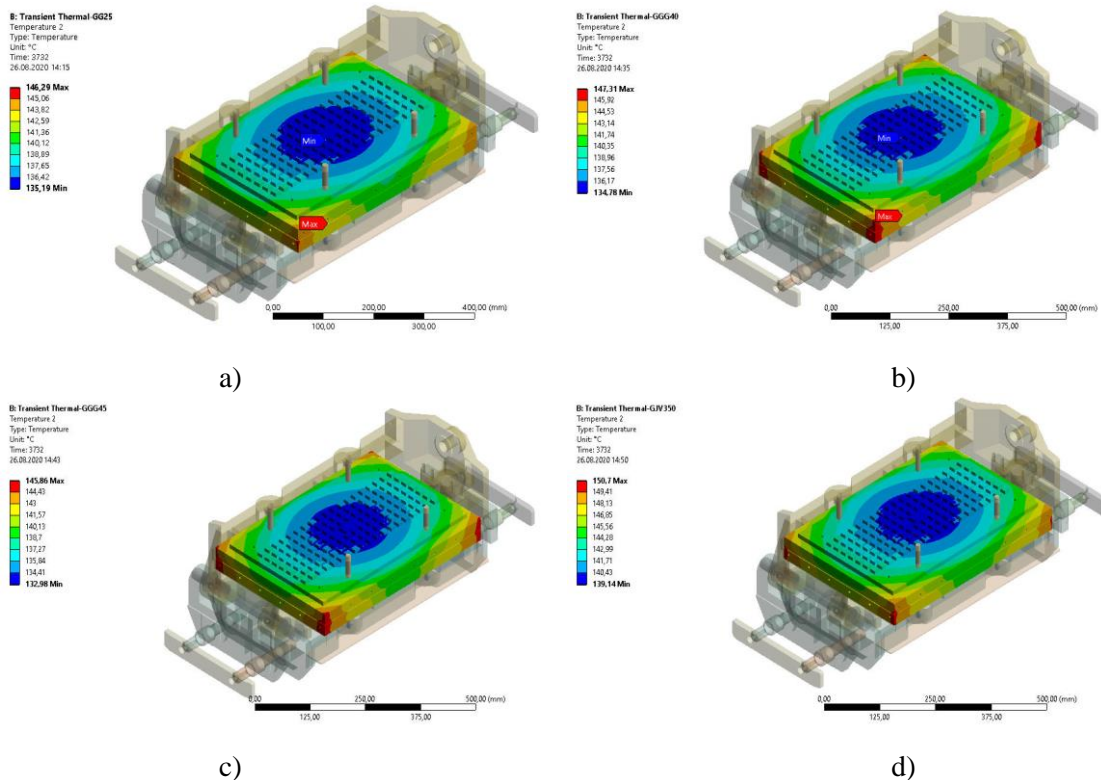 B: Transient Thermal-GG25
Temperature 2
Type: Temperature
Unit: °C
Time: 3732
26.08.2020 14:15
146,29 Max
145,06
143,82
142,59
141,36
140,12
138,89
137,65
136,42
135,19 Min
Min
Max
0,00 200,00 400,00 (mm)
100,00 300,00
a)
B: Transient Thermal-GGG40
Temperature 2
Type: Temperature
Unit: °C
Time: 3732
26.08.2020 14:35
147,31 Max
145,92
144,53
143,14
141,74
140,35
138,96
137,56
136,17
134,78 Min
Min
Max
0,00 250,00 500,00 (mm)
125,00 375,00
b)
B: Transient Thermal-GGG45
Temperature 2
Type: Temperature
Unit: °C
Time: 3732
26.08.2020 14:43
145,86 Max
144,43
143
141,57
140,13
138,7
137,27
135,84
134,41
132,98 Min
0,00 250,00 500,00 (mm)
125,00 375,00
c)
B: Transient Thermal-GJV350
Temperature 2
Type: Temperature
Unit: °C
Time: 3732
26.08.2020 14:50
150,7 Max
149,41
148,13
146,85
145,56
144,28
142,99
141,71
140,43
139,14 Min
0,00 250,00 500,00 (mm)
125,00 375,00
d)